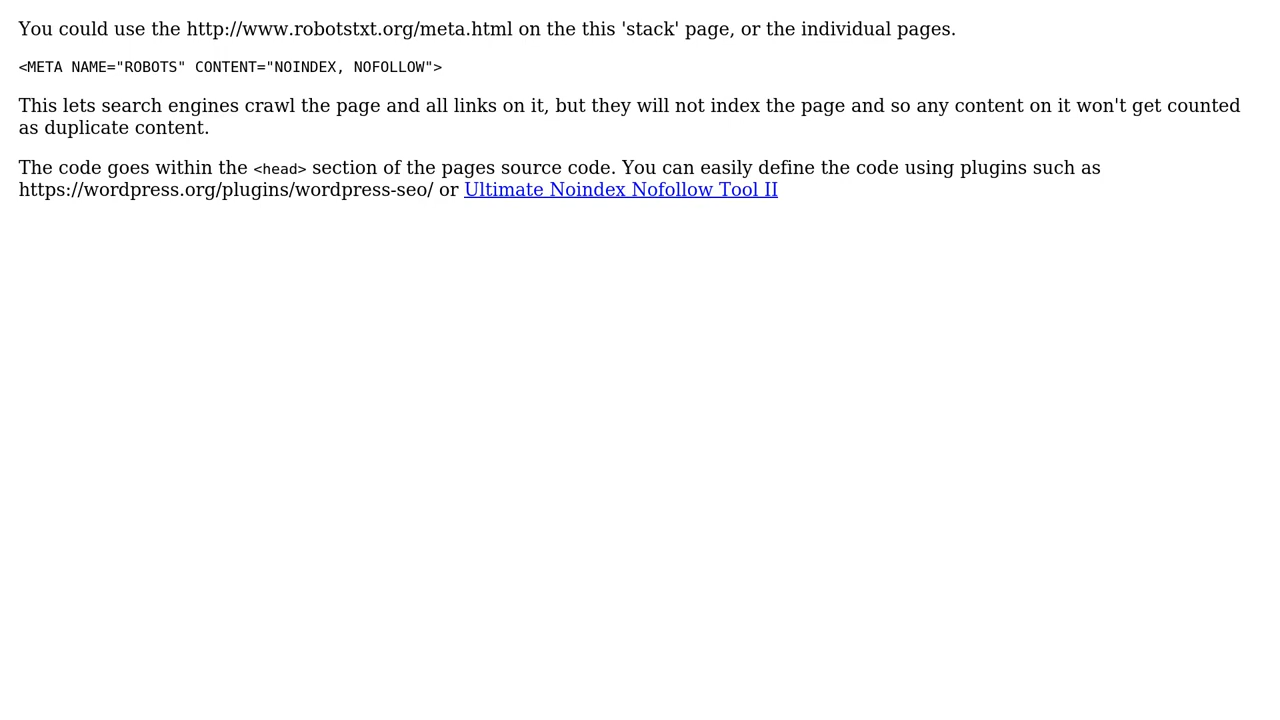 You could use the http://www.robotstxt.org/meta.html on the this 'stack' page, or the individual pages.
<META NAME="ROBOTS" CONTENT="NOINDEX, NOFOLLOW">
This lets search engines crawl the page and all links on it, but they will not index the page and so any content on it won't get counted
as duplicate content.
The code goes within the <head> section of the pages source code. You can easily define the code using plugins such as
https://wordpress.org/plugins/wordpress-seo/ or Ultimate Noindex Nofollow Tool II